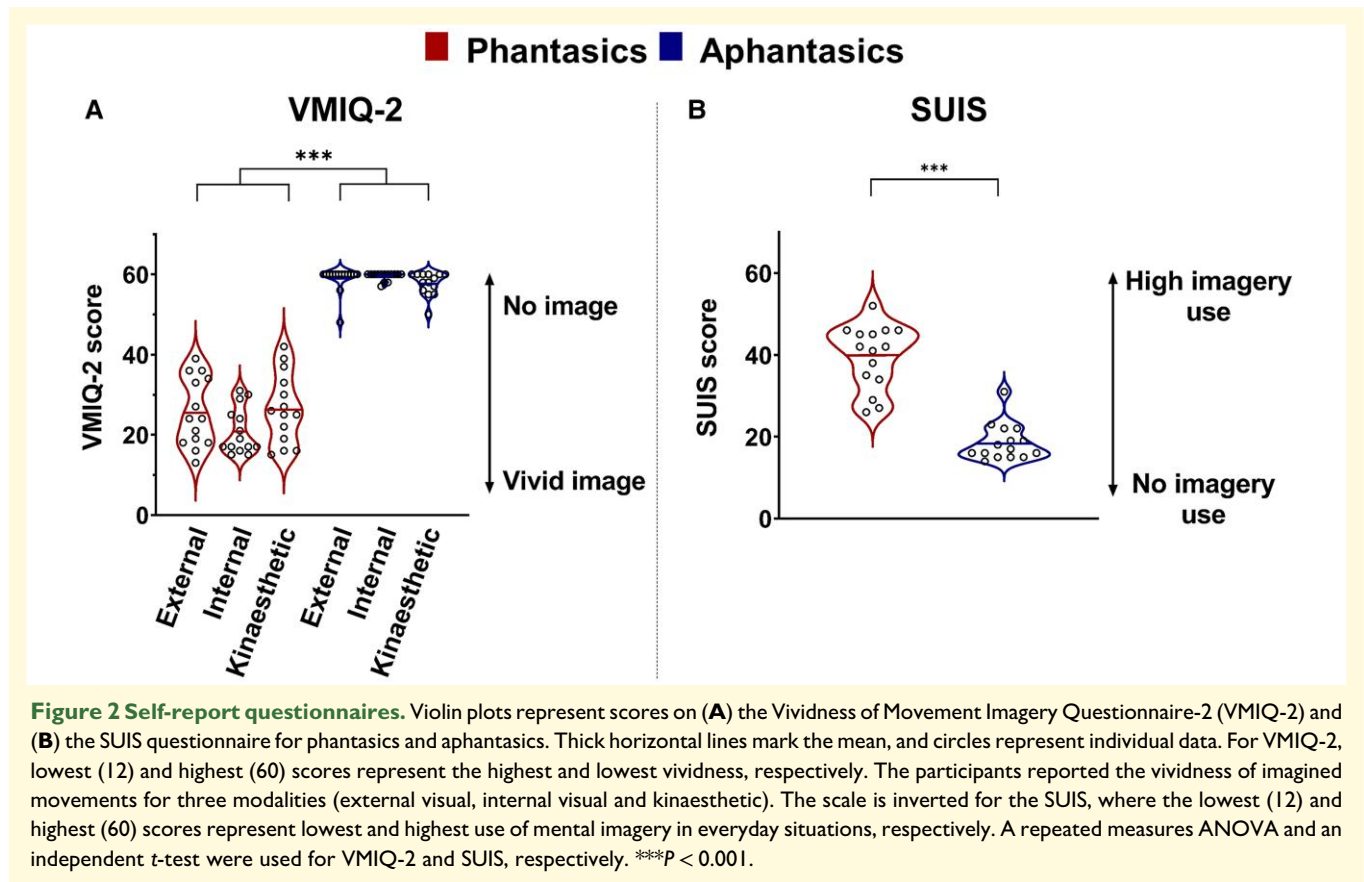 Phantasics Aphantasics
A
VMIQ-2
***
VMIQ-2 score
60
40
20
0
No image
Vivid image
External
Internal
Kinaesthetic
External
Internal
Kinaesthetic
B
SUIS
***
SUIS score
60
40
20
0
High imagery
use
No imagery
use
Figure 2 Self-report questionnaires. Violin plots represent scores on (A) the Vividness of Movement Imagery Questionnaire-2 (VMIQ-2) and
(B) the SUIS questionnaire for phantasics and aphantasics. Thick horizontal lines mark the mean, and circles represent individual data. For VMIQ-2,
lowest (12) and highest (60) scores represent the highest and lowest vividness, respectively. The participants reported the vividness of imagined
movements for three modalities (external visual, internal visual and kinaesthetic). The scale is inverted for the SUIS, where the lowest (12) and
highest (60) scores represent lowest and highest use of mental imagery in everyday situations, respectively. A repeated measures ANOVA and an
independent t-test were used for VMIQ-2 and SUIS, respectively. ***P < 0.001.